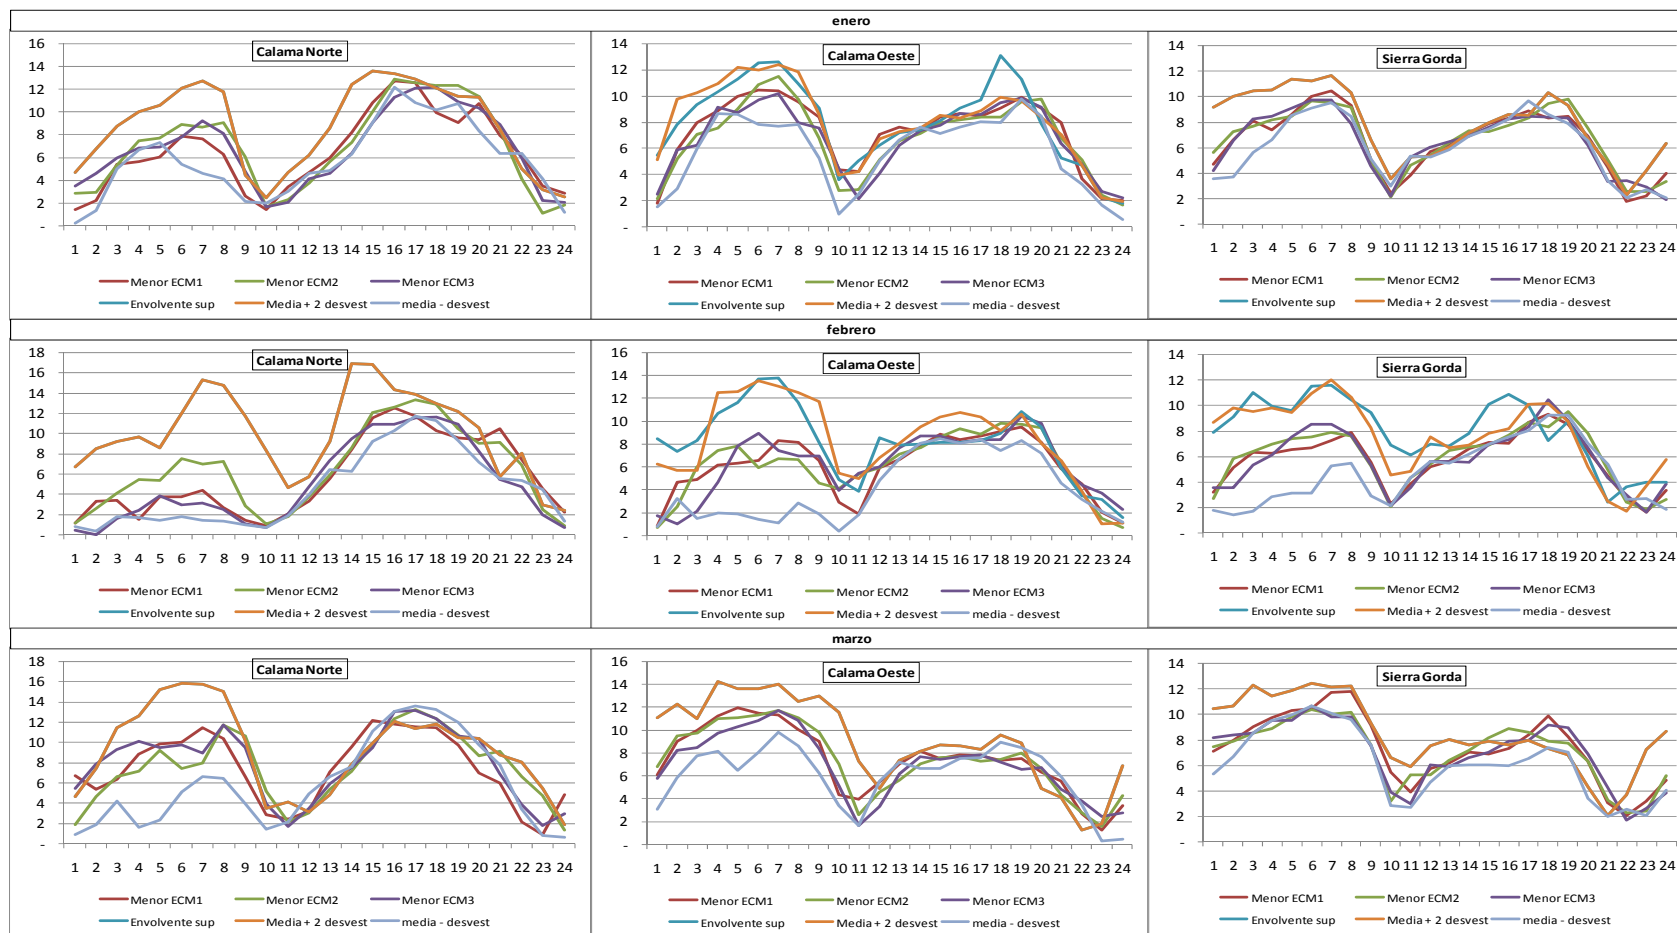 enero
Calama Norte
16
14
12
10
8
6
4
2
-
1 2 3 4 5 6 7 8 9 10 11 12 13 14 15 16 17 18 19 20 21 22 23 24
Menor ECM1 Menor ECM2 Menor ECM3
Envolvente sup Media + 2 desvest media - desvest
Calama Oeste
14
12
10
8
6
4
2
-
1 2 3 4 5 6 7 8 9 10 11 12 13 14 15 16 17 18 19 20 21 22 23 24
Menor ECM1 Menor ECM2 Menor ECM3
Envolvente sup Media + 2 desvest media - desvest
Sierra Gorda
14
12
10
8
6
4
2
-
1 2 3 4 5 6 7 8 9 10 11 12 13 14 15 16 17 18 19 20 21 22 23 24
Menor ECM1 Menor ECM2 Menor ECM3
Envolvente sup Media + 2 desvest media - desvest
febrero
Calama Norte
18
16
14
12
10
8
6
4
2
-
1 2 3 4 5 6 7 8 9 10 11 12 13 14 15 16 17 18 19 20 21 22 23 24
Menor ECM1 Menor ECM2 Menor ECM3
Envolvente sup Media + 2 desvest media - desvest
Calama Oeste
16
14
12
10
8
6
4
2
-
1 2 3 4 5 6 7 8 9 10 11 12 13 14 15 16 17 18 19 20 21 22 23 24
Menor ECM1 Menor ECM2 Menor ECM3
Envolvente sup Media + 2 desvest media - desvest
Sierra Gorda
14
12
10
8
6
4
2
-
1 2 3 4 5 6 7 8 9 10 11 12 13 14 15 16 17 18 19 20 21 22 23 24
Menor ECM1 Menor ECM2 Menor ECM3
Envolvente sup Media + 2 desvest media - desvest
marzo
Calama Norte
18
16
14
12
10
8
6
4
2
-
1 2 3 4 5 6 7 8 9 10 11 12 13 14 15 16 17 18 19 20 21 22 23 24
Menor ECM1 Menor ECM2 Menor ECM3
Envolvente sup Media + 2 desvest media - desvest
Calama Oeste
16
14
12
10
8
6
4
2
-
1 2 3 4 5 6 7 8 9 10 11 12 13 14 15 16 17 18 19 20 21 22 23 24
Menor ECM1 Menor ECM2 Menor ECM3
Envolvente sup Media + 2 desvest media - desvest
Sierra Gorda
14
12
10
8
6
4
2
-
1 2 3 4 5 6 7 8 9 10 11 12 13 14 15 16 17 18 19 20 21 22 23 24
Menor ECM1 Menor ECM2 Menor ECM3
Envolvente sup Media + 2 desvest media - desvest